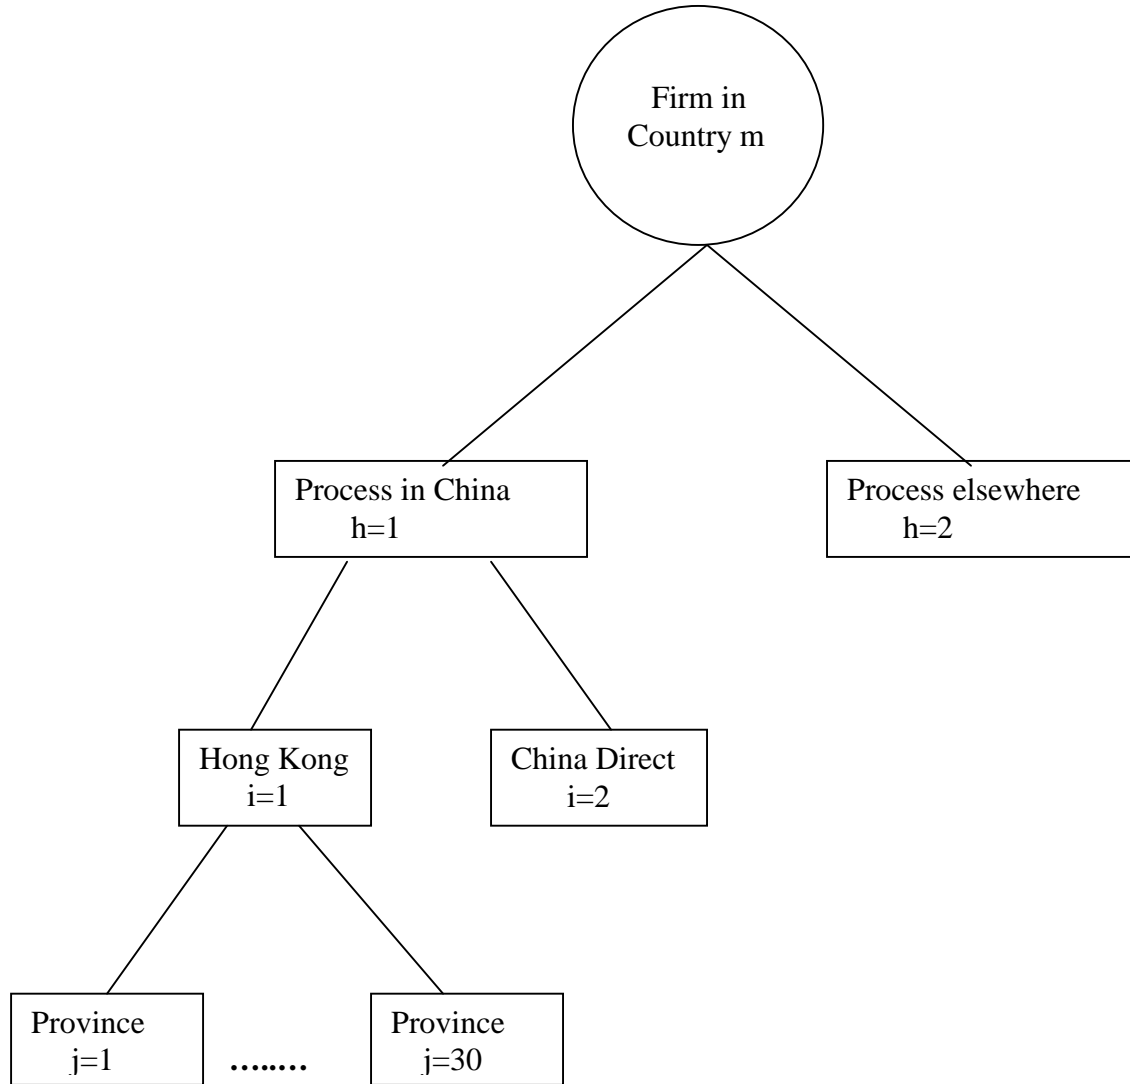 Firm in
Country m
Process in China
h=1
Process elsewhere
h=2
Hong Kong
i=1
China Direct
i=2
Province
j=1
........
Province
j=30